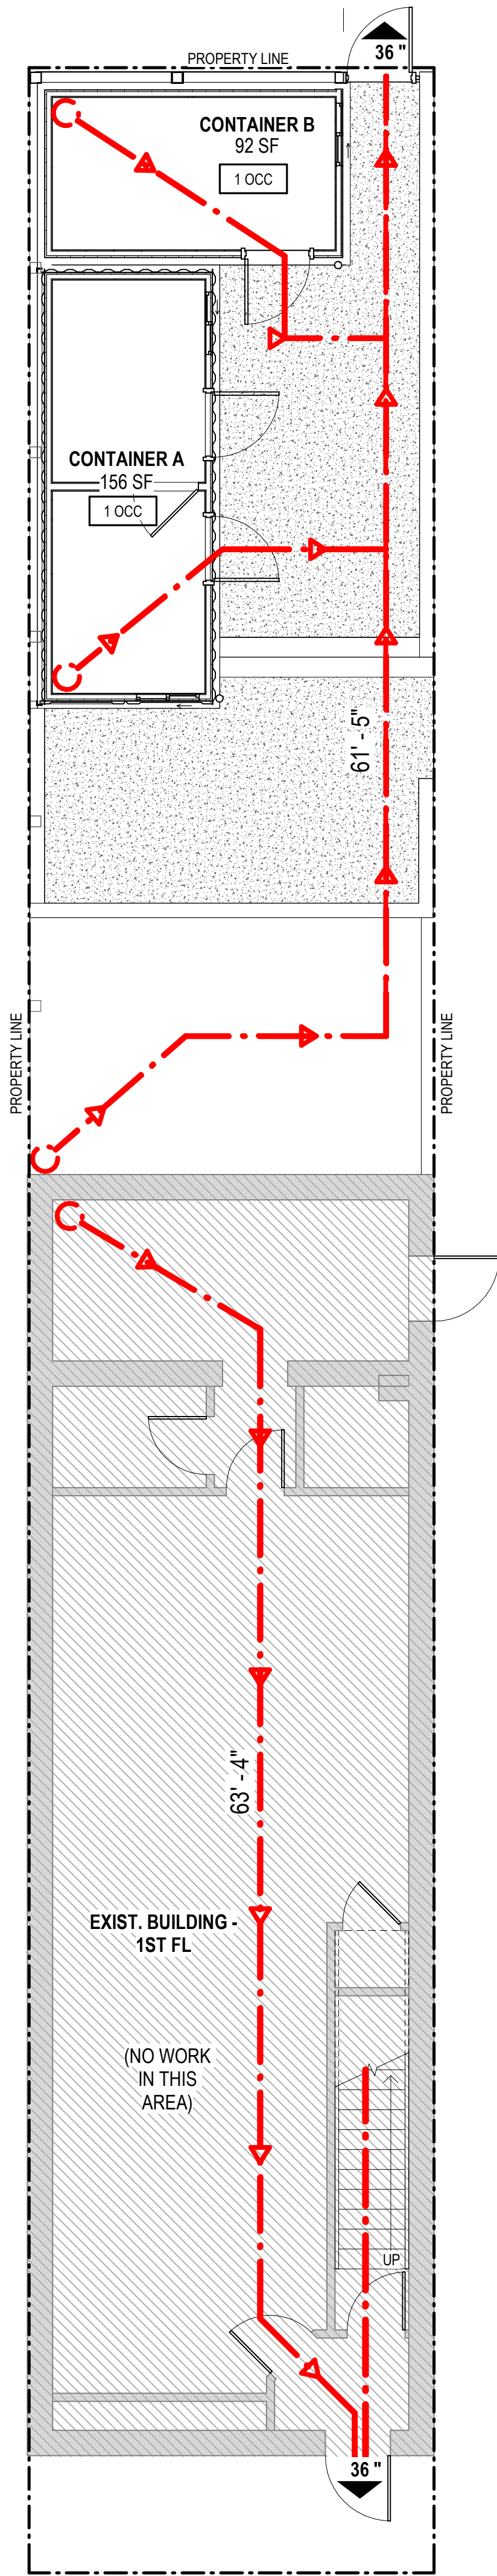 36 "
PROPERTY LINE
CONTAINER B
92 SF
1 OCC
CONTAINER A
156 SF
1 OCC
61' - 5"
PROPERTY LINE
PROPERTY LINE
63' - 4"
EXIST. BUILDING -
1ST FL
(NO WORK
IN THIS
AREA)
UP
36 "